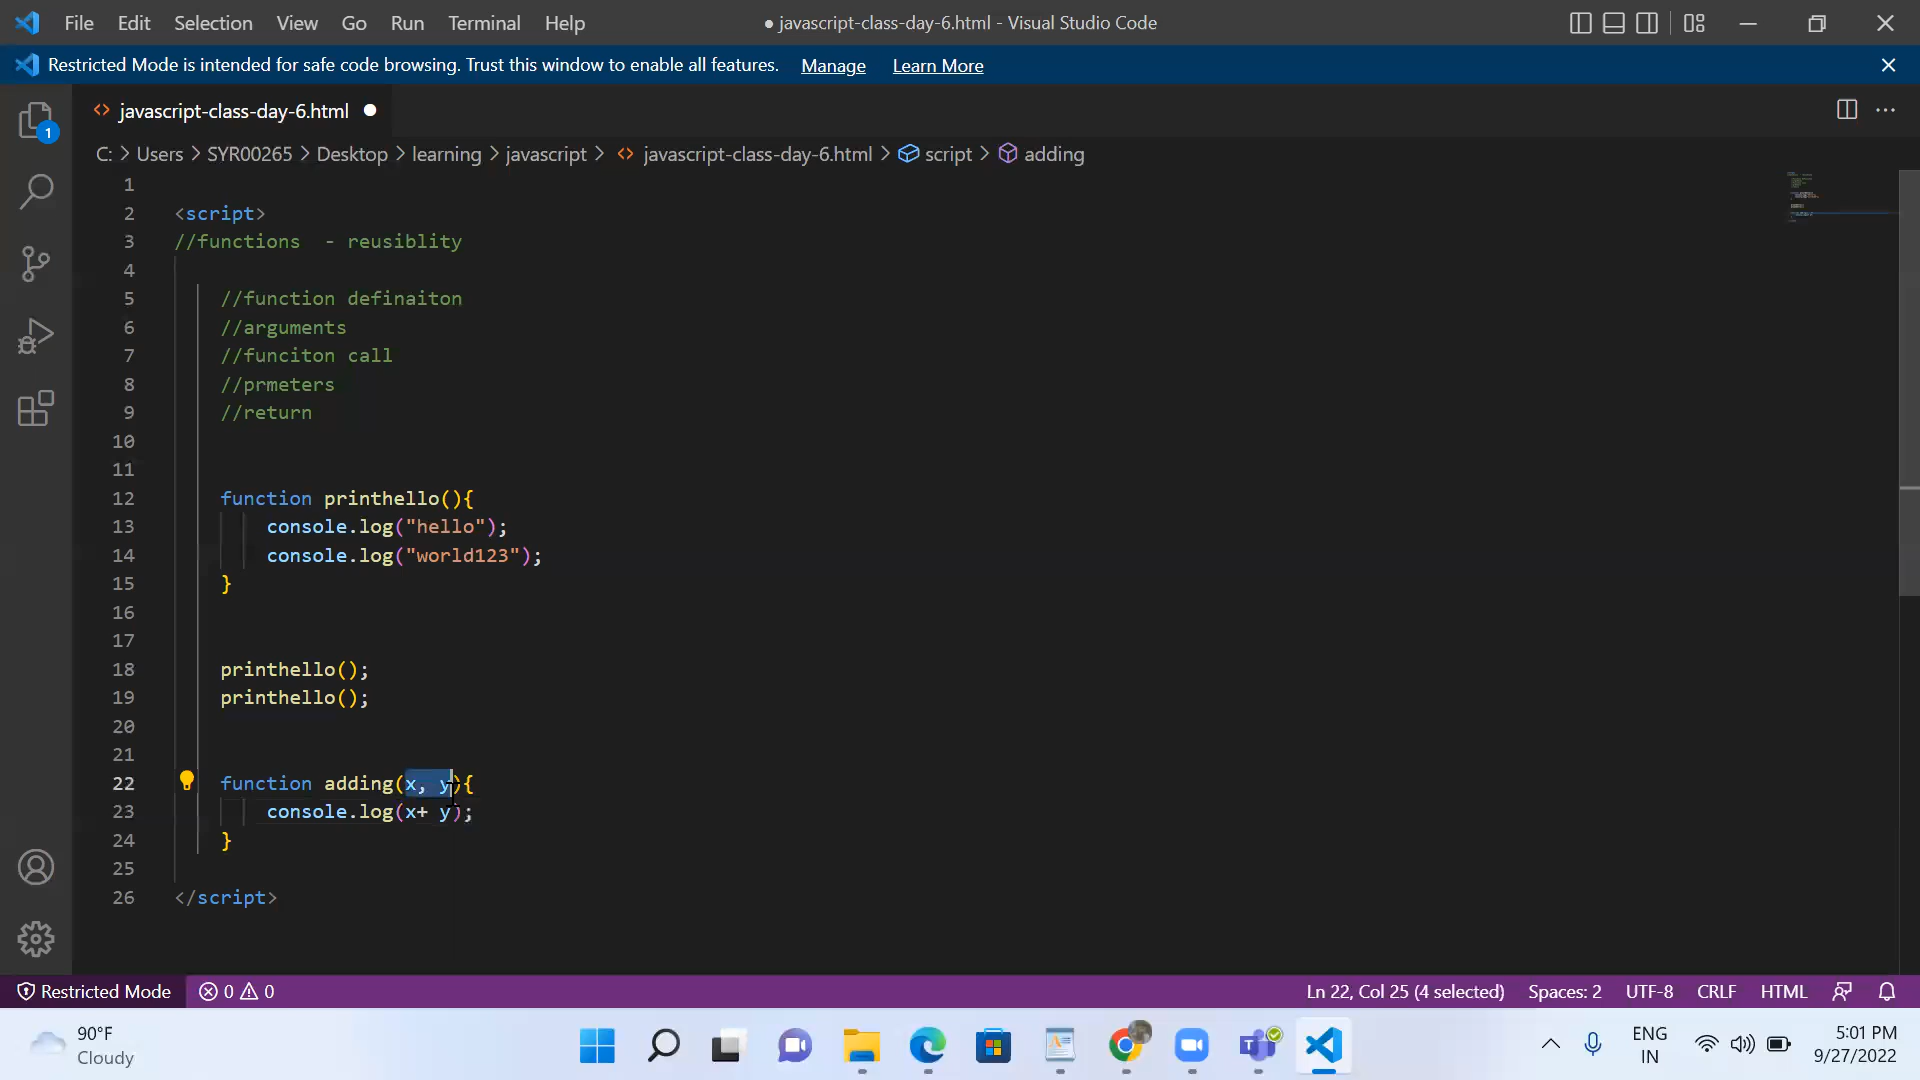 File Edit Selection View Go Run Terminal Help
● javascript-class-day-6.html - Visual Studio Code
Restricted Mode is intended for safe code browsing. Trust this window to enable all features. Manage Learn More
1
javascript-class-day-6.html ●
C: > Users > SYR00265 > Desktop > learning > javascript > javascript-class-day-6.html > script > adding
1
2 <script>
3 //functions  - reusiblity
4
5 //function definaiton
6 //arguments
7 //funciton call
8 //prmeters
9 //return
10
11
12 function printhello(){
13 console.log("hello");
14 console.log("world123");
15 }
16
17
18 printhello();
19 printhello();
20
21
22 function adding(x, y){
23 console.log(x+ y);
24 }
25
26 </script>
Restricted Mode 0 0 Ln 22, Col 25 (4 selected) Spaces: 2 UTF-8 CRLF HTML
90°F
Cloudy
ENG
IN
5:01 PM
9/27/2022